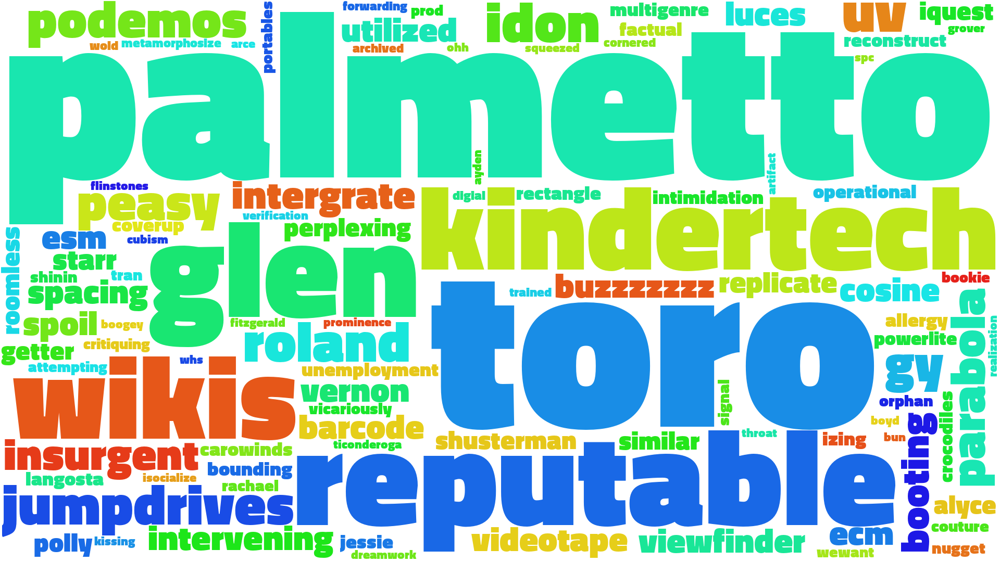 podemos
wold
metamorphosize
arce
portables
forwarding
prod
utilized
archived
ohh
idon
squeezed
multigenre
factual
cornered
luces
uv
iquest
grover
reconstruct
spc
palmetto
ayden
artifact
flinstones
peasy
coverup
intergrate
verification
digial
rectangle
intimidation
operational
kindertech
perplexing
esm
cubism
starr
shinin
tran
spacing
roomless
glen
trained
buzzzzzzz
replicate
cosine
bookie
toro
spoil
boogey
critiquing
getter
attempting
fitzgerald
prominence
roland
whs
wikis
unemployment
vernon
vicariously
barcode
ticonderoga
allergy
powerlite
gy
parabola
realization
signal
orphan
boyd
bun
crocodiles
booting
shusterman
similar
throat
izing
insurgent
carowinds
bounding
langosta
isocialize
rachael
reputable
jumpdrives
polly
kissing
intervening
jessie
dreamwork
videotape
viewfinder
ecm
wewant
alyce
couture
nugget